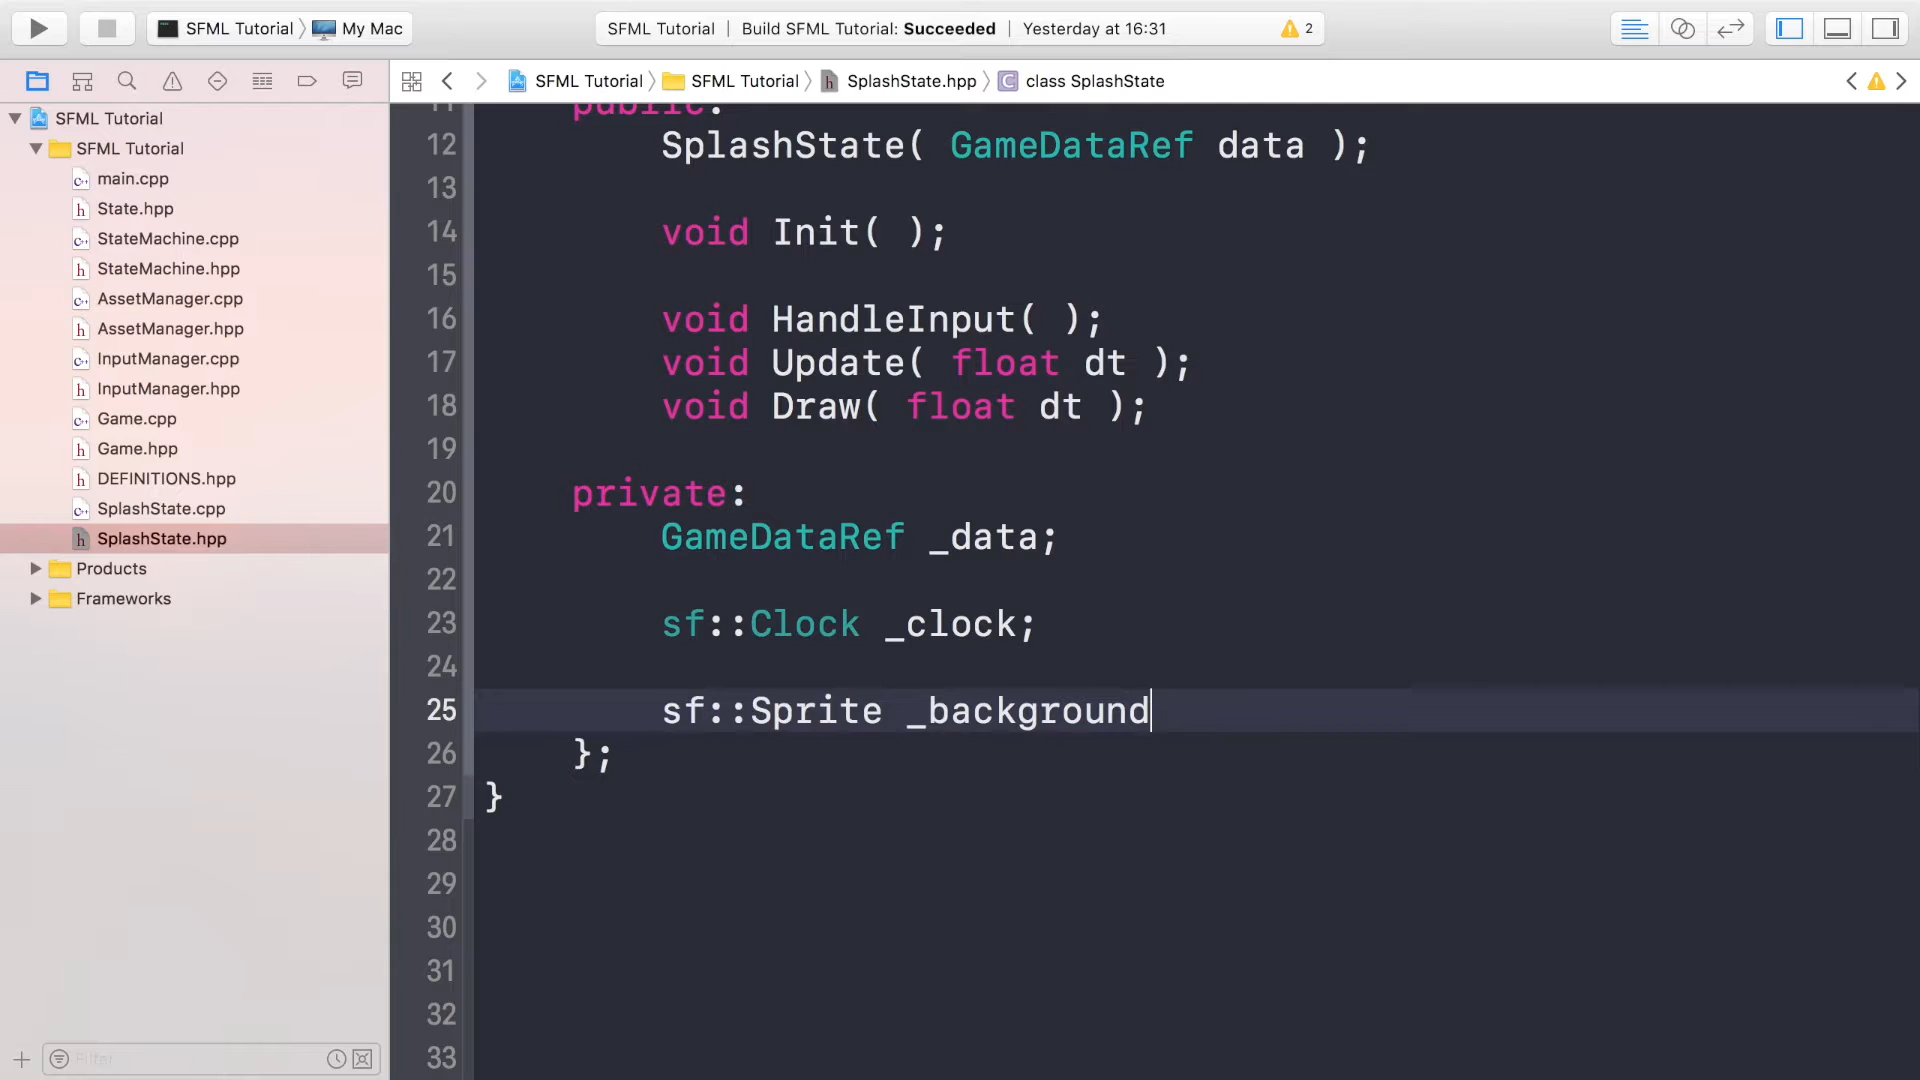 SFML Tutorial My Mac
SFML Tutorial Build SFML Tutorial: Succeeded Yesterday at 16:31 2
SFML Tutorial SFML Tutorial SplashState.hpp C class SplashState
SFML Tutorial
SFML Tutorial
main.cpp
State.hpp
StateMachine.cpp
StateMachine.hpp
AssetManager.cpp
AssetManager.hpp
InputManager.cpp
InputManager.hpp
Game.cpp
Game.hpp
DEFINITIONS.hpp
SplashState.cpp
SplashState.hpp
Products
Frameworks
Filter
11 public:
12 SplashState( GameDataRef data );
13
14 void Init( );
15
16 void HandleInput( );
17 void Update( float dt );
18 void Draw( float dt );
19
20 private:
21 GameDataRef _data;
22
23 sf::Clock _clock;
24
25 sf::Sprite _background
26 };
27 }
28
29
30
31
32
33